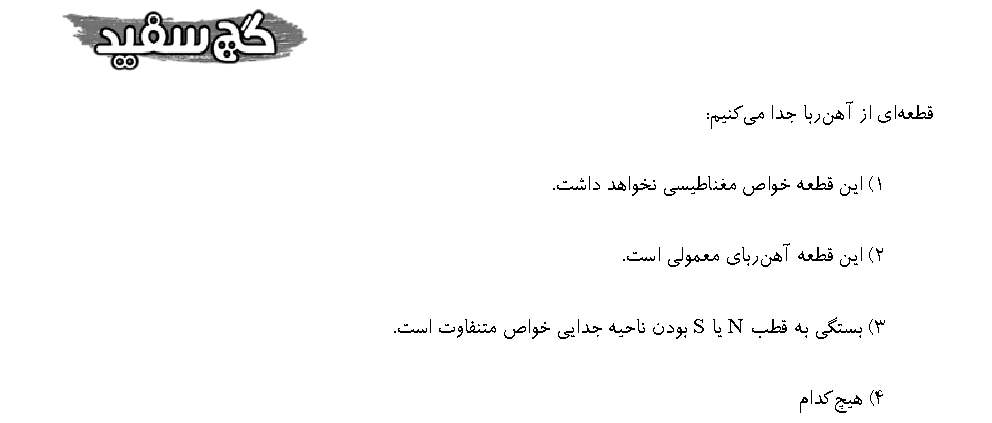 گچ سفید
قطعه‌ای از آهن‌ربا جدا می‌کنیم:
۱) این قطعه خواص مغناطیسی نخواهد داشت.
۲) این قطعه آهن‌ربای معمولی است.
۳) بستگی به قطب N یا S بودن ناحیه جدایی خواص متنفاوت است.
۴) هیچ‌کدام